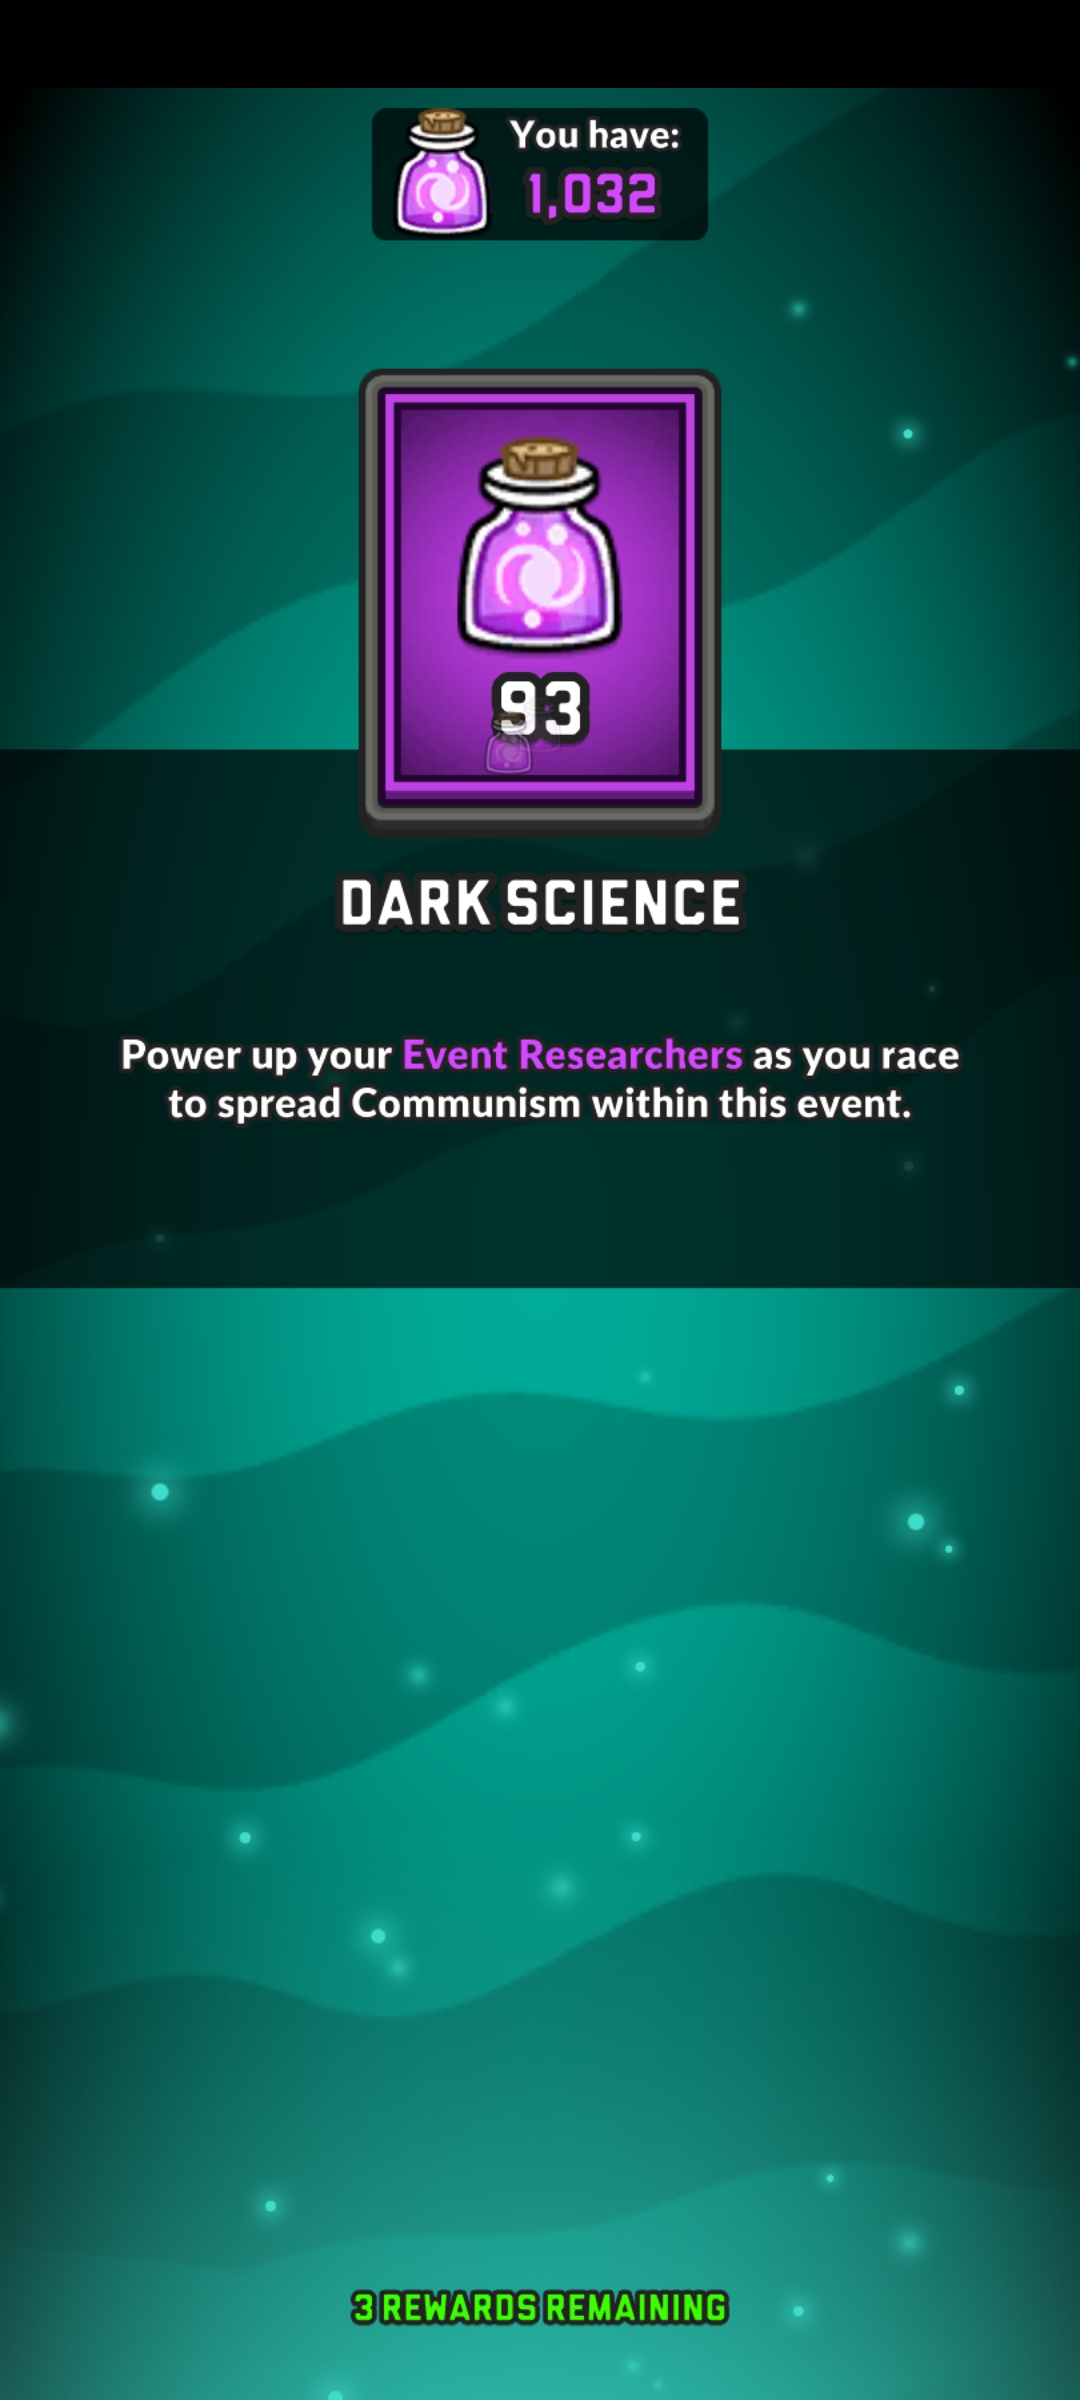 You have:
1,032
93
DARK SCIENCE
Power up your Event Researchers as you race
to spread Communism within this event.
3 REWARDS REMAINING